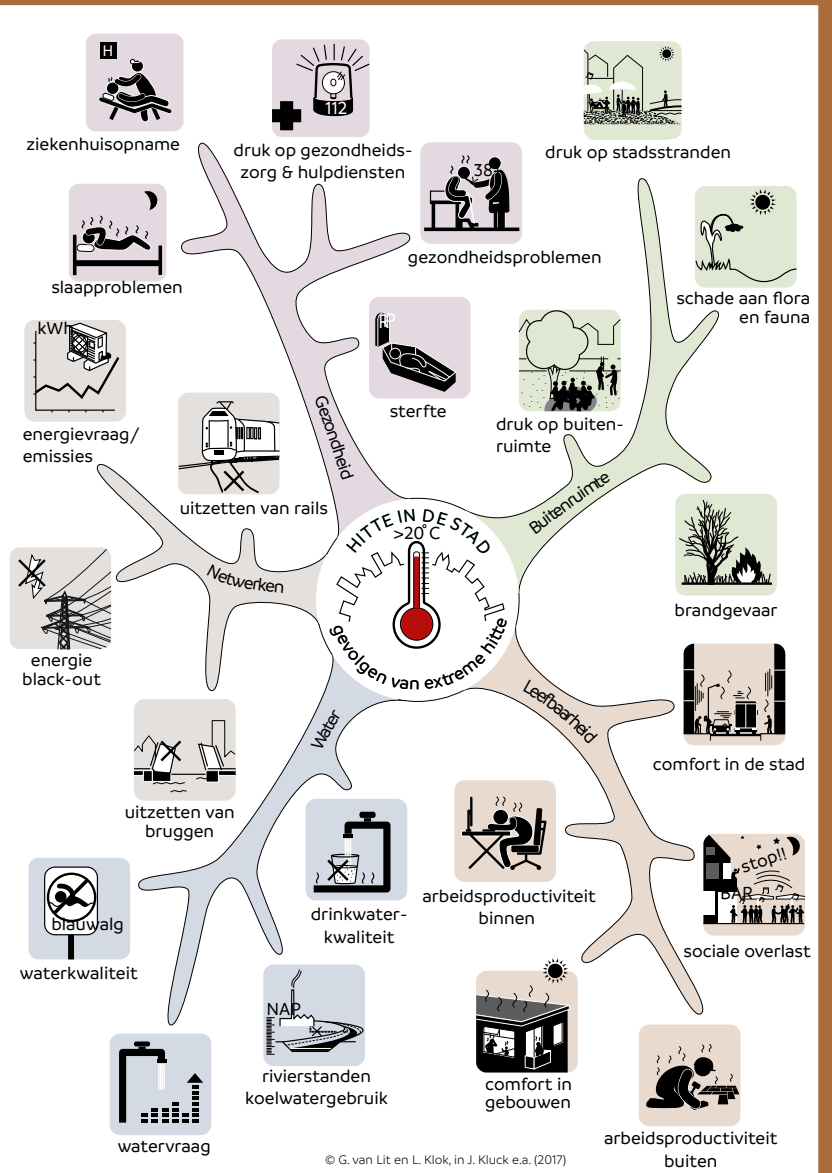 H
ziekenhuisopname
112
druk op gezondheids-
zorg & hulpdiensten
druk op stadsstranden
38
gezondheidsproblemen
slaapproblemen
schade aan flora
en fauna
kWh
energievraag/
emissies
RIP
sterfte
druk op buiten-
ruimte
uitzetten van rails
Gezondheid
Buitenruimte
HITTE IN DE STAD
>20°C
gevolgen van extreme hitte
Netwerken
brandgevaar
energie
black-out
Water
Leefbaarheid
comfort in de stad
uitzetten van
bruggen
drinkwater-
kwaliteit
arbeidsproductiviteit
binnen
stop!!
BAR
sociale overlast
blauwalg
waterkwaliteit
NAP
rivierstanden
koelwatergebruik
comfort in
gebouwen
watervraag
arbeidsproductiviteit
buiten
© G. van Lit en L. Klok, in J. Kluck e.a. (2017)